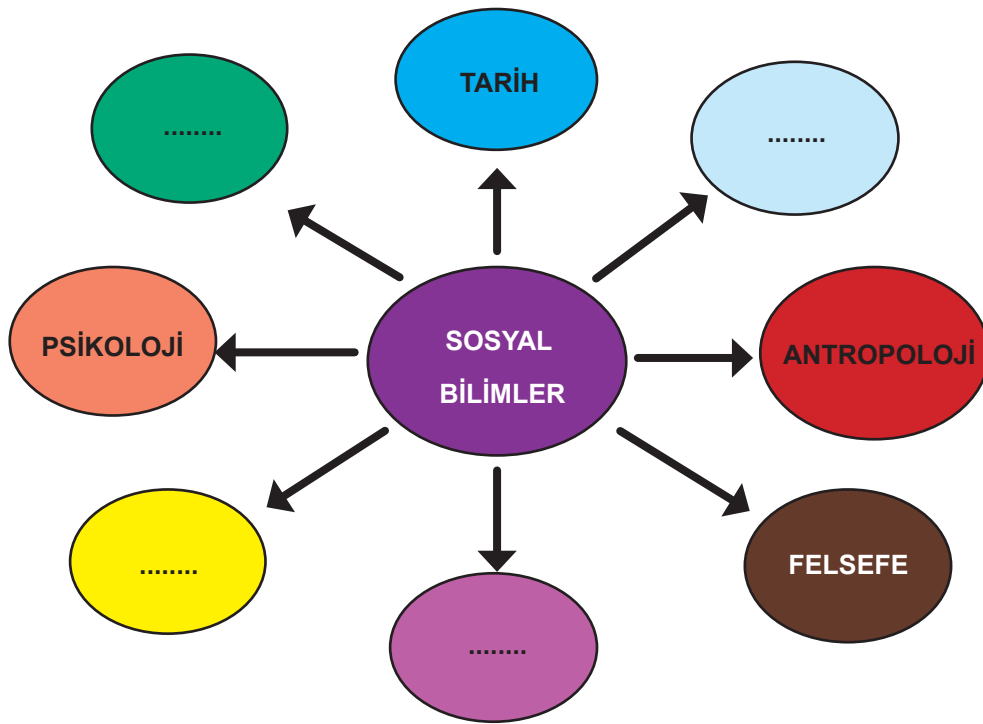 TARİH
........
........
PSİKOLOJİ
SOSYAL
BİLİMLER
ANTROPOLOJİ
........
FELSEFE
........